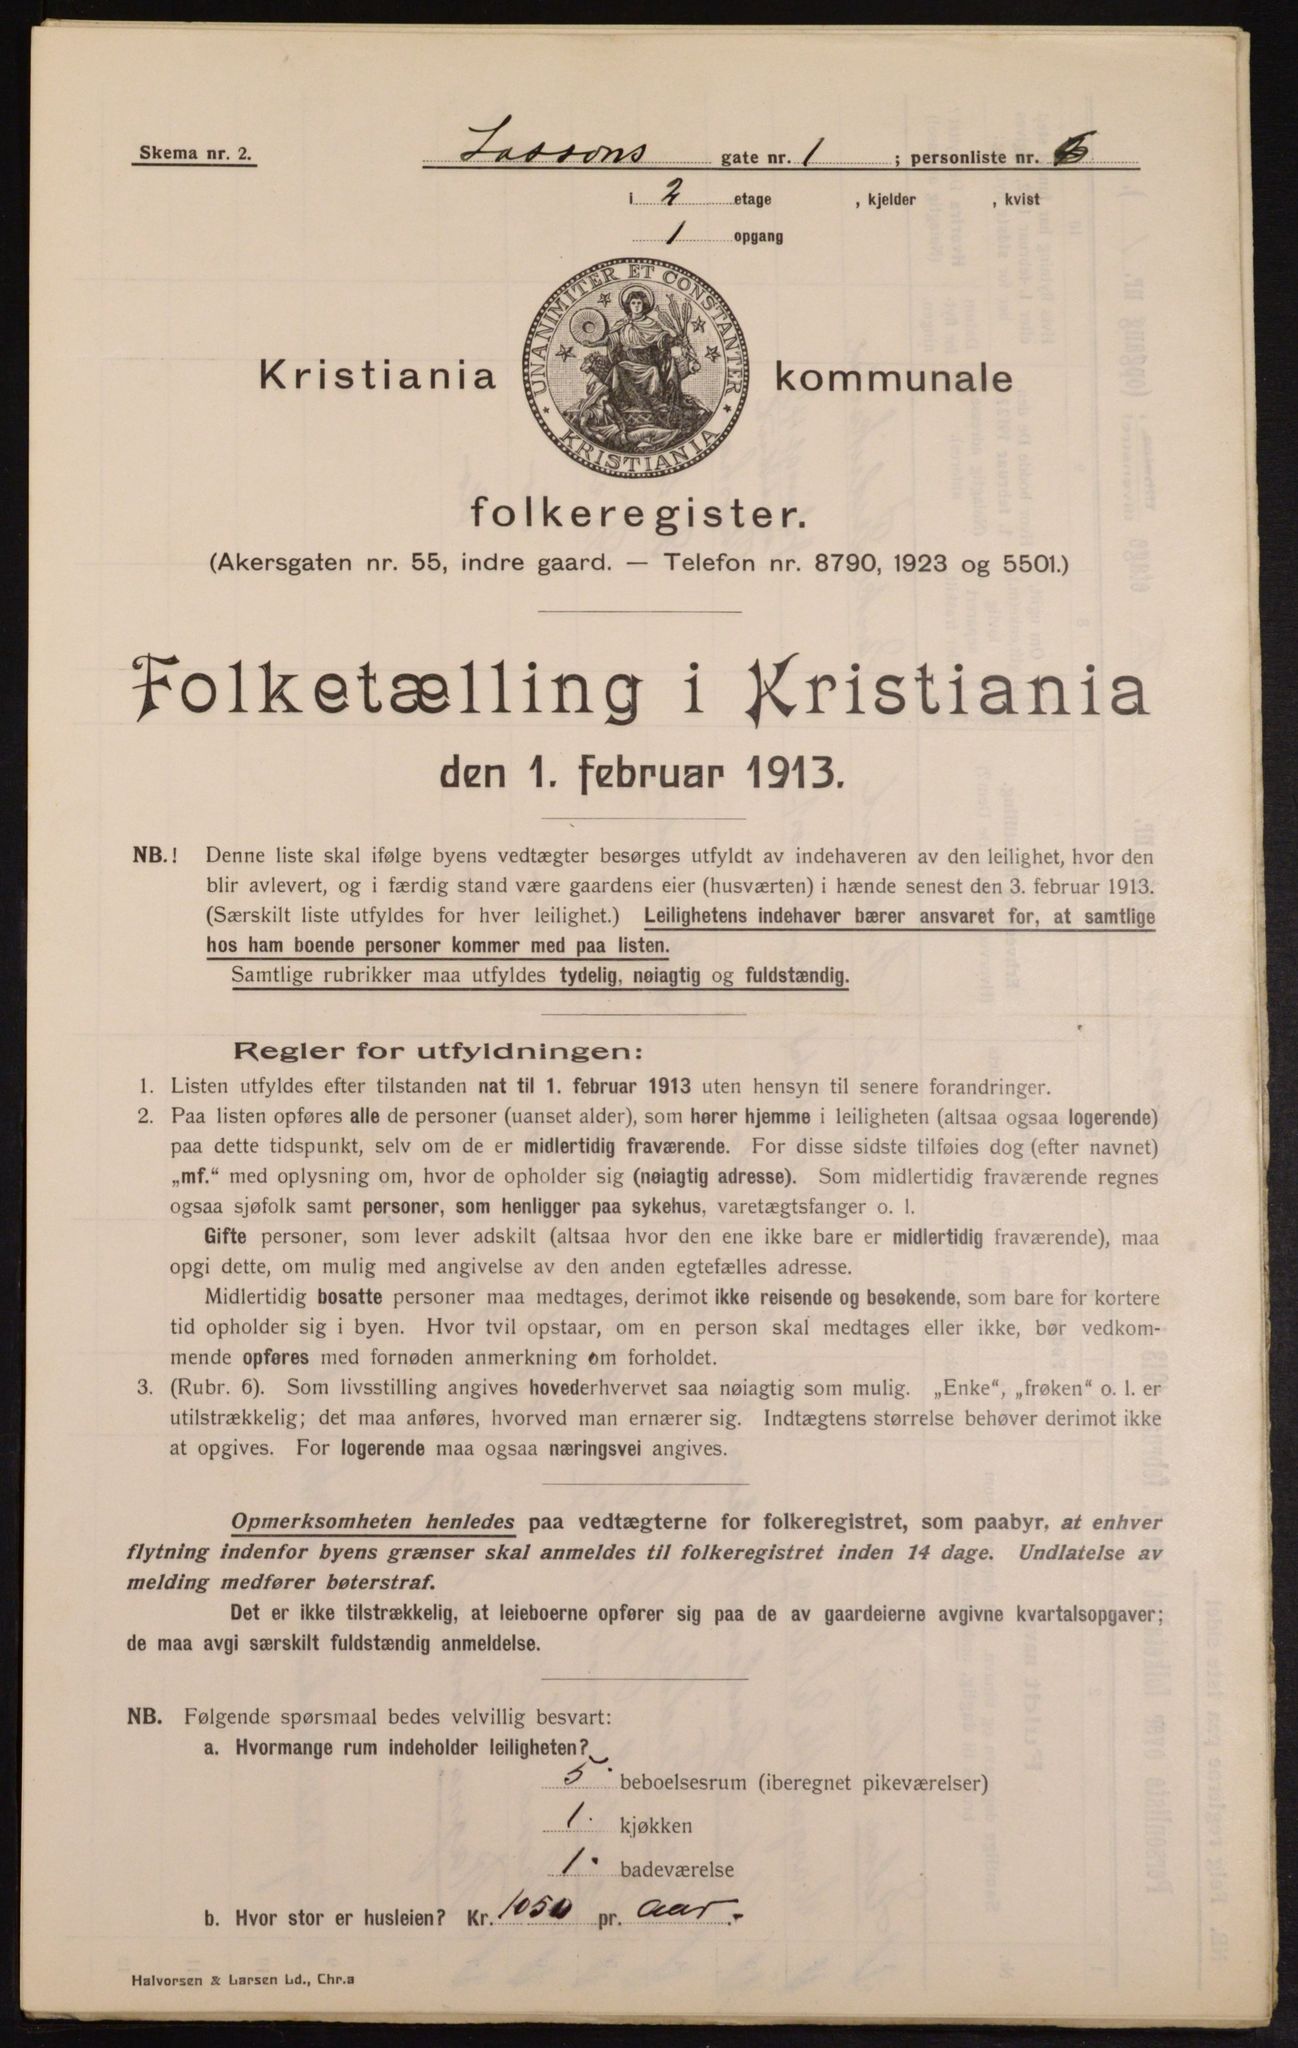 Skema nr. 2.
Lassons gate nr. 1 ; personliste nr.
i 2 etage , kjelder , kvist
1 opgang
UNANIMITER ET CONSTANTER
KRISTIANIA
Kristiania kommunale
folkeregister.
(Akersgaten nr. 55, indre gaard. — Telefon nr. 8790, 1923 og 5501.)
Folketælling i Kristiania
den 1. februar 1913.
NB.! Denne liste skal ifølge byens vedtægter besørges utfyldt av indehaveren av den leilighet, hvor den
blir avlevert, og i færdig stand være gaardens eier (husværten) i hænde senest den 3. februar 1913.
(Særskilt liste utfyldes for hver leilighet.) Leilighetens indehaver bærer ansvaret for, at samtlige
hos ham boende personer kommer med paa listen.
Samtlige rubrikker maa utfyldes tydelig, nøiagtig og fuldstændig.
Regler for utfyldningen:
1. Listen utfyldes efter tilstanden nat til 1. februar 1913 uten hensyn til senere forandringer.
2. Paa listen opføres alle de personer (uanset alder), som hører hjemme i leiligheten (altsaa ogsaa logerende)
paa dette tidspunkt, selv om de er midlertidig fraværende. For disse sidste tilføies dog (efter navnet)
„mf.“ med oplysning om, hvor de opholder sig (nøiagtig adresse). Som midlertidig fraværende regnes
ogsaa sjøfolk samt personer, som henligger paa sykehus, varetægtsfanger o. l.
Gifte personer, som lever adskilt (altsaa hvor den ene ikke bare er midlertidig fraværende), maa
opgi dette, om mulig med angivelse av den anden egtefælles adresse.
Midlertidig bosatte personer maa medtages, derimot ikke reisende og besøkende, som bare for kortere
tid opholder sig i byen. Hvor tvil opstaar, om en person skal medtages eller ikke, bør vedkom-
mende opføres med fornøden anmerkning om forholdet.
3. (Rubr. 6). Som livsstilling angives hovederhvervet saa nøiagtig som mulig. „Enke“, „frøken“ o. l. er
utilstrækkelig; det maa anføres, hvorved man ernærer sig. Indtægtens størrelse behøver derimot ikke
at opgives. For logerende maa ogsaa næringsvei angives.
Opmerksomheten henledes paa vedtægterne for folkeregistret, som paabyr, at enhver
flytning indenfor byens grænser skal anmeldes til folkeregistret inden 14 dage. Undlatelse av
melding medfører bøterstraf.
Det er ikke tilstrækkelig, at leieboerne opfører sig paa de av gaardeierne avgivne kvartalsopgaver;
de maa avgi særskilt fuldstændig anmeldelse.
NB. Følgende spørsmaal bedes velvillig besvart:
a. Hvormange rum indeholder leiligheten?
5 beboelsesrum (iberegnet pikeværelser)
1 kjøkken
1 badeværelse
b. Hvor stor er husleien? Kr. 1050 pr. Aar.
Halvorsen & Larsen Ld., Chr.a